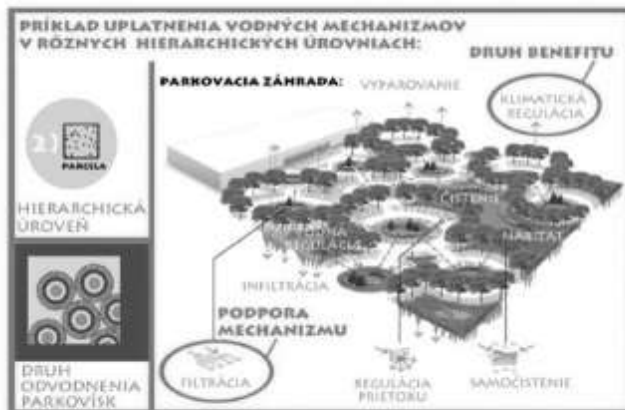 PRÍKLAD UPLATNENIA VODNÝCH MECHANIZMOV
V RÔZNYCH HIERARCHICKÝCH ÚROVNIACH:
DRUH BENEFITU
PARKOVACIA ZÁHRADA:
VYPAROVANIE
KLIMATICKÁ
REGULÁCIA
2)
PARCELA
HIERARCHICKÁ
ÚROVEŇ
ČISTENIE
REGULÁCIE
HABITAT
INFILTRÁCIA
PODPORA
MECHANIZMU
FILTRÁCIA
REGULÁCIA
PRIETOKU
SAMOČISTENIE
DRUH
ODVODNENIA
PARKOVÍSK